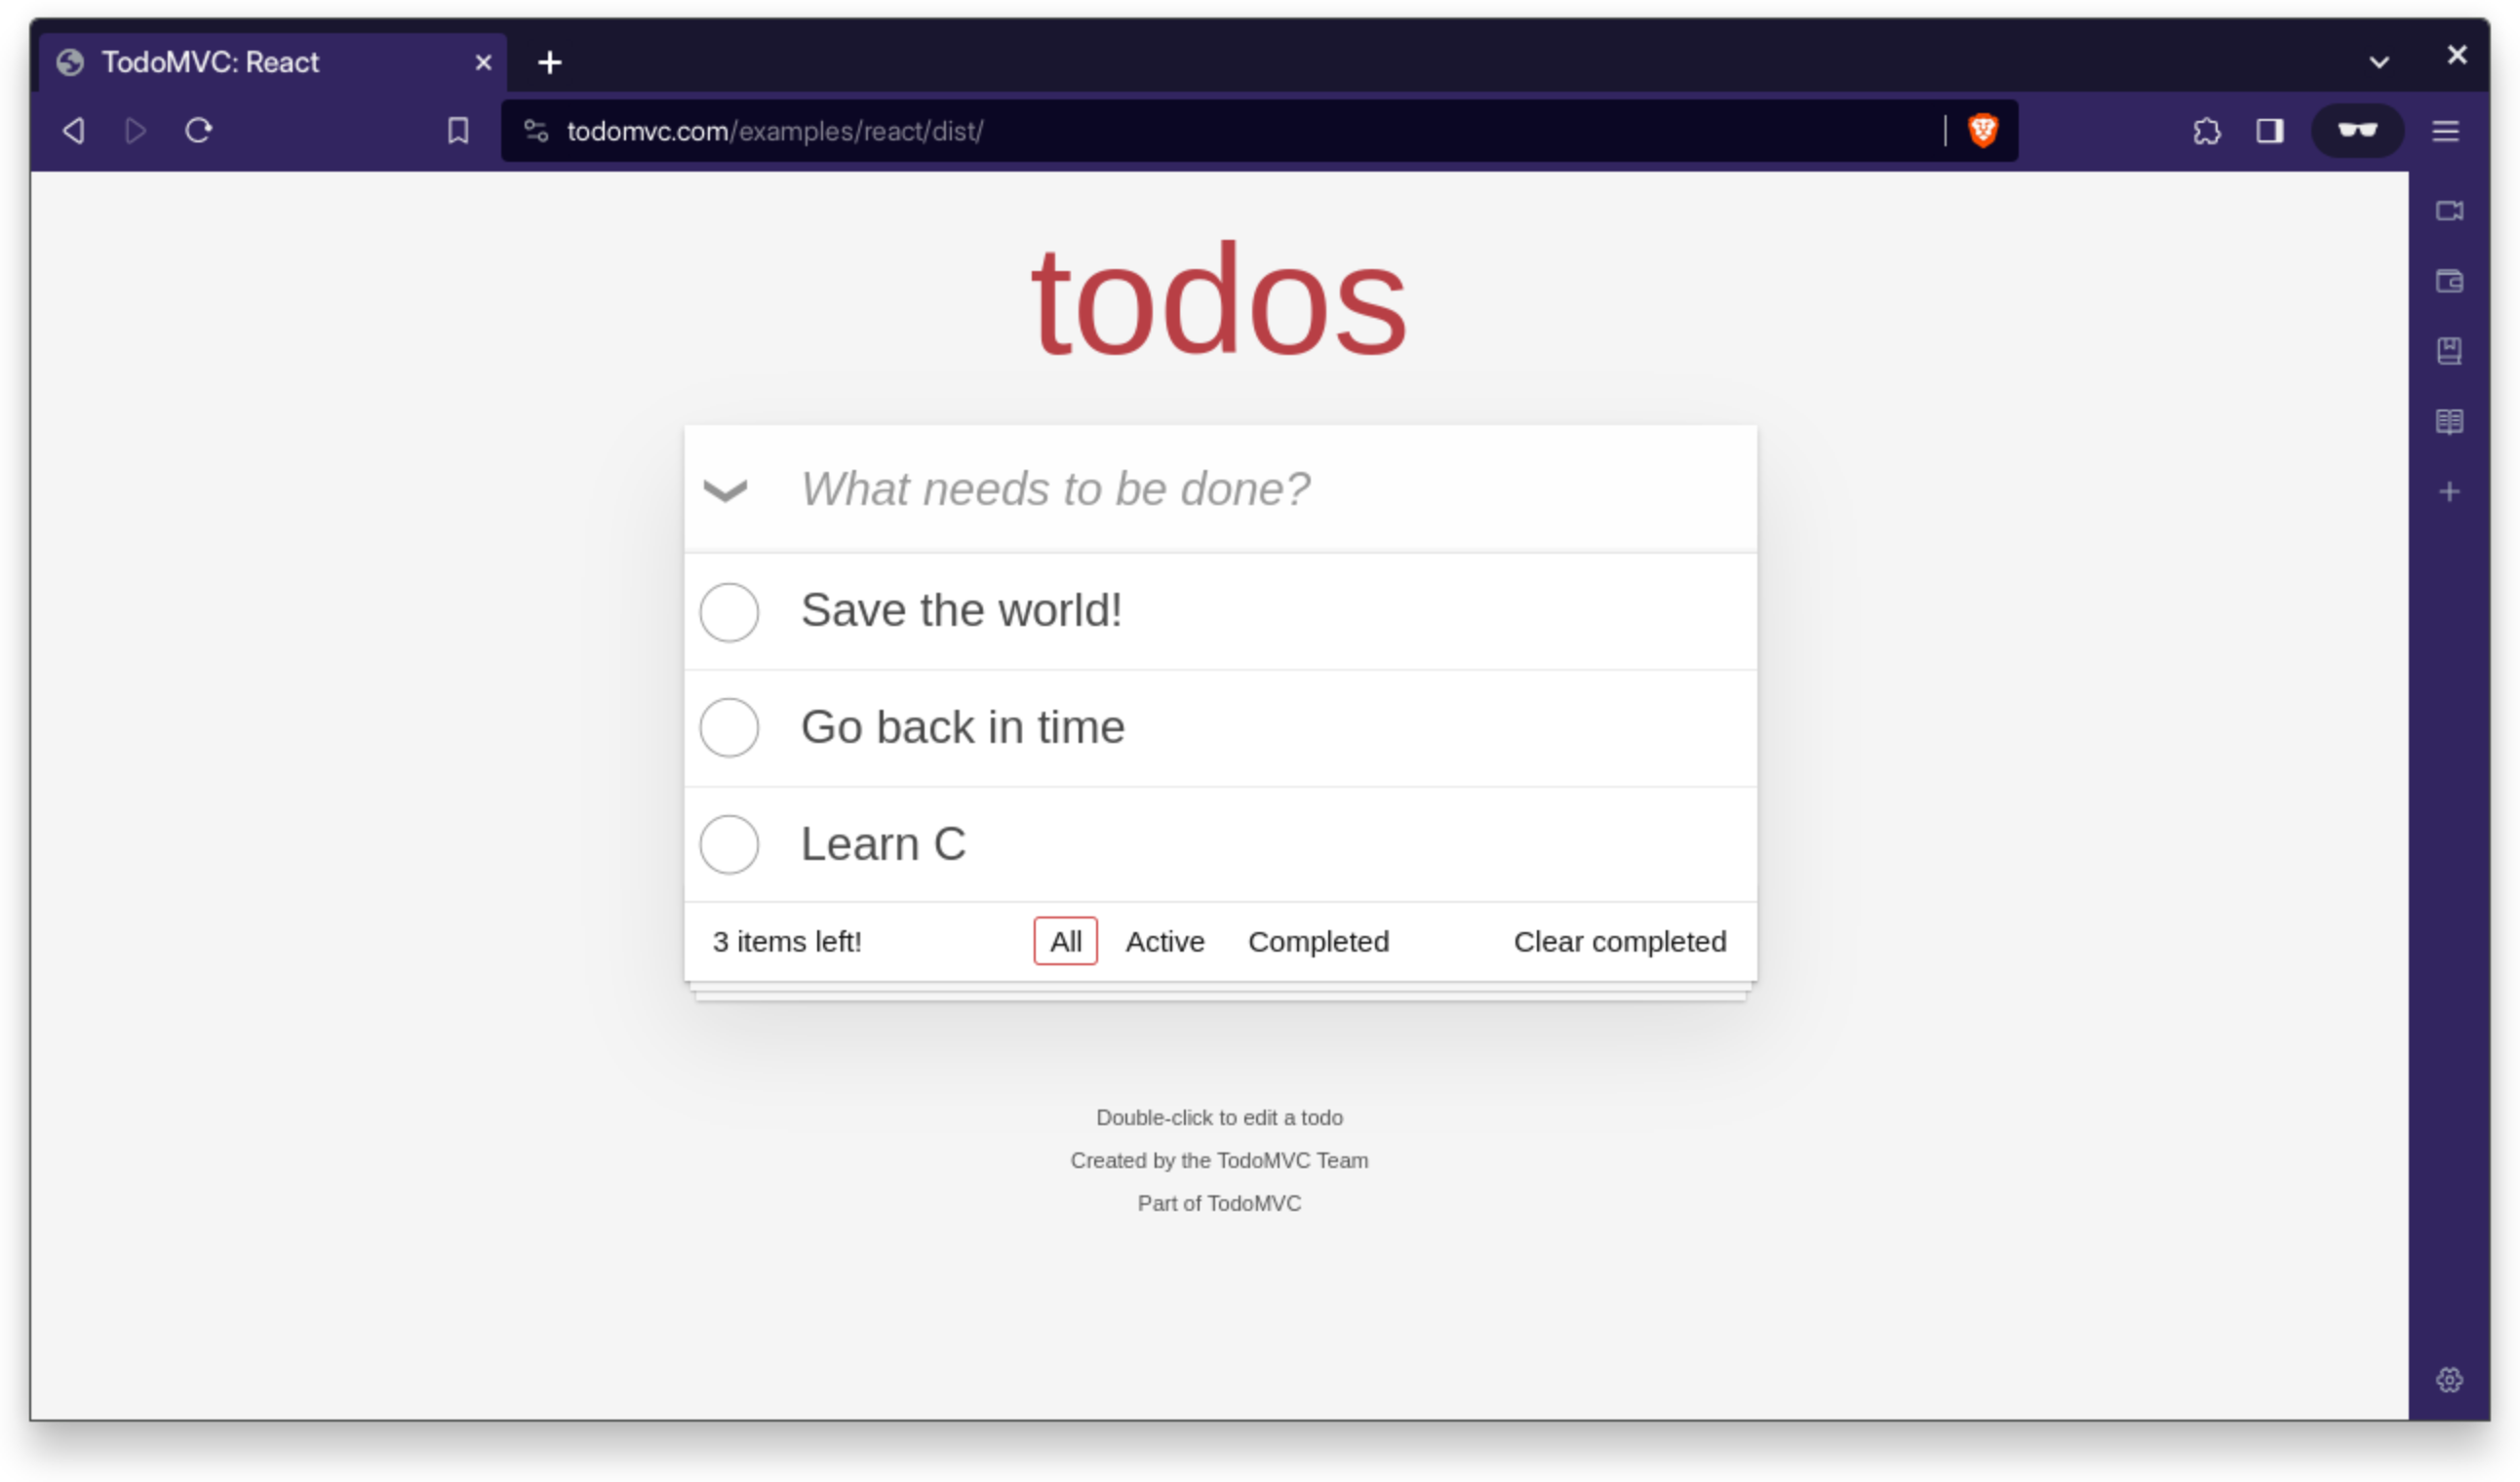 TodoMVC: React
todomvc.com/examples/react/dist/
todos
What needs to be done?
Save the world!
Go back in time
Learn C
3 items left! All Active Completed Clear completed
Double-click to edit a todo
Created by the TodoMVC Team
Part of TodoMVC